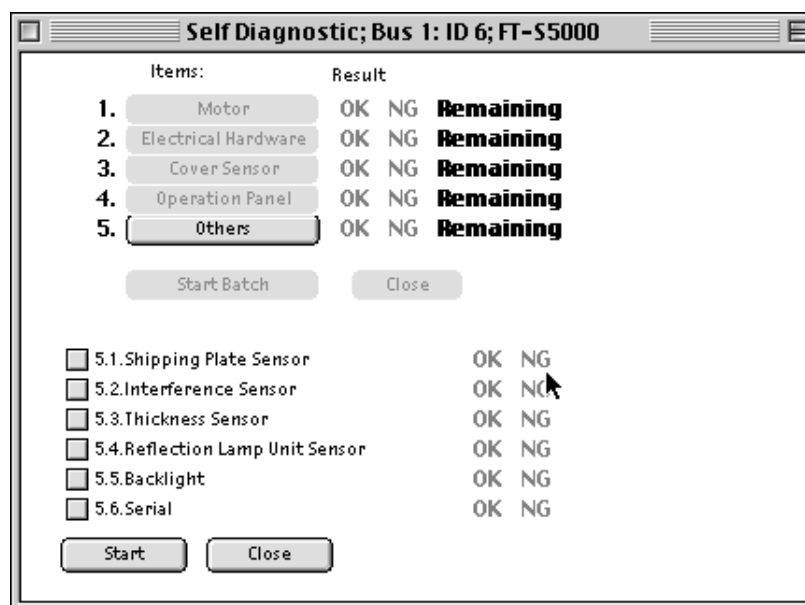 Self Diagnostic; Bus 1: ID 6; FT-S5000
Items: Result
1. Motor OK NG Remaining
2. Electrical Hardware OK NG Remaining
3. Cover Sensor OK NG Remaining
4. Operation Panel OK NG Remaining
5. Others OK NG Remaining
Start Batch Close
5.1.Shipping Plate Sensor OK NG
5.2.Interference Sensor OK NG
5.3.Thickness Sensor OK NG
5.4.Reflection Lamp Unit Sensor OK NG
5.5.Backlight OK NG
5.6.Serial OK NG
Start Close